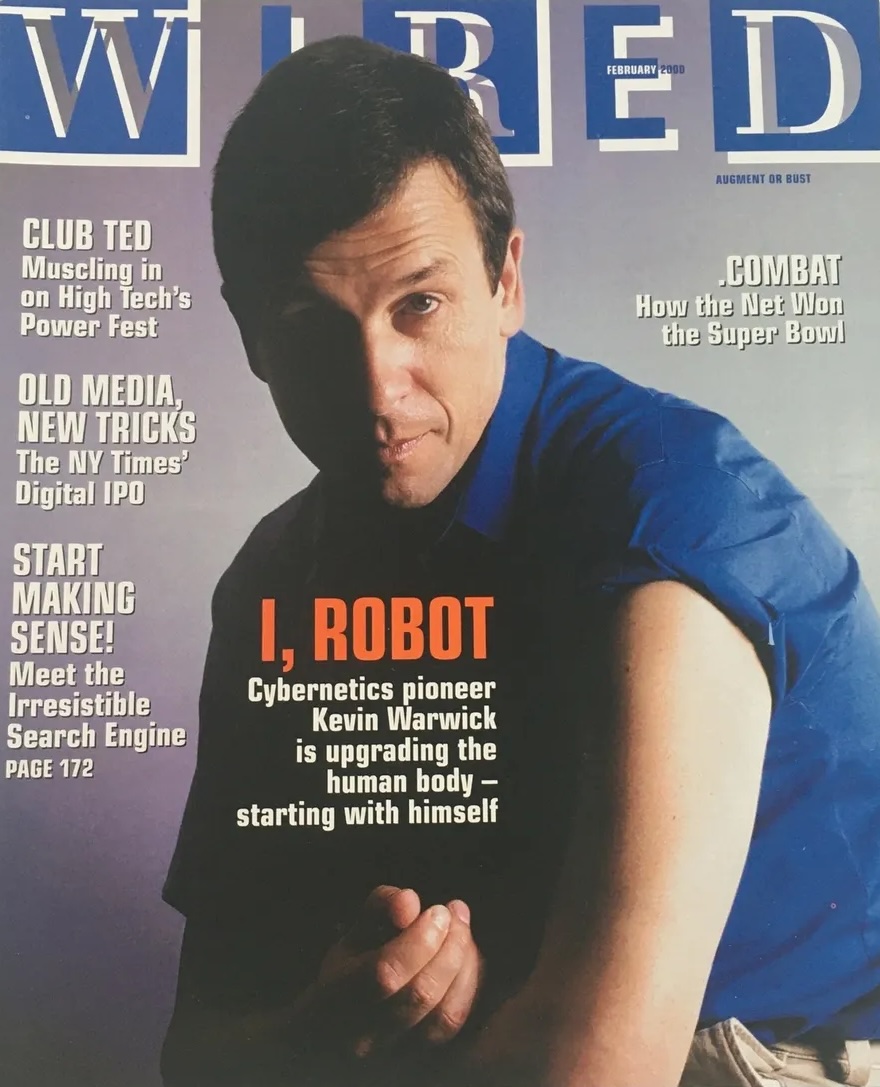 WIRED
FEBRUARY 2000
AUGMENT OR BUST
CLUB TED
Muscling in
on High Tech's
Power Fest
OLD MEDIA,
NEW TRICKS
The NY Times'
Digital IPO
START
MAKING
SENSE!
Meet the
Irresistible
Search Engine
PAGE 172
.COMBAT
How the Net Won
the Super Bowl
I, ROBOT
Cybernetics pioneer
Kevin Warwick
is upgrading the
human body –
starting with himself